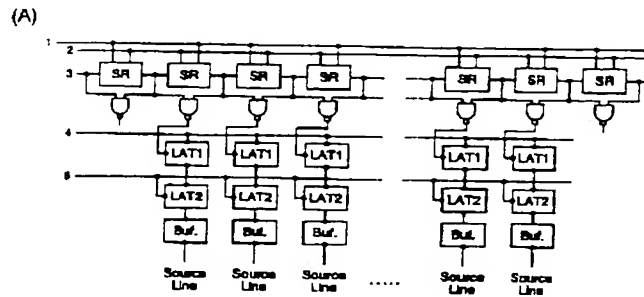 (A)
1
2
3 SR SR SR SR SR SR SR
4
LAT1 LAT1 LAT1 LAT1 LAT1
5
LAT2 LAT2 LAT2 LAT2 LAT2
Buf. Buf. Buf. Buf. Buf.
Source Source Source Source Source
Line Line Line ..... Line Line